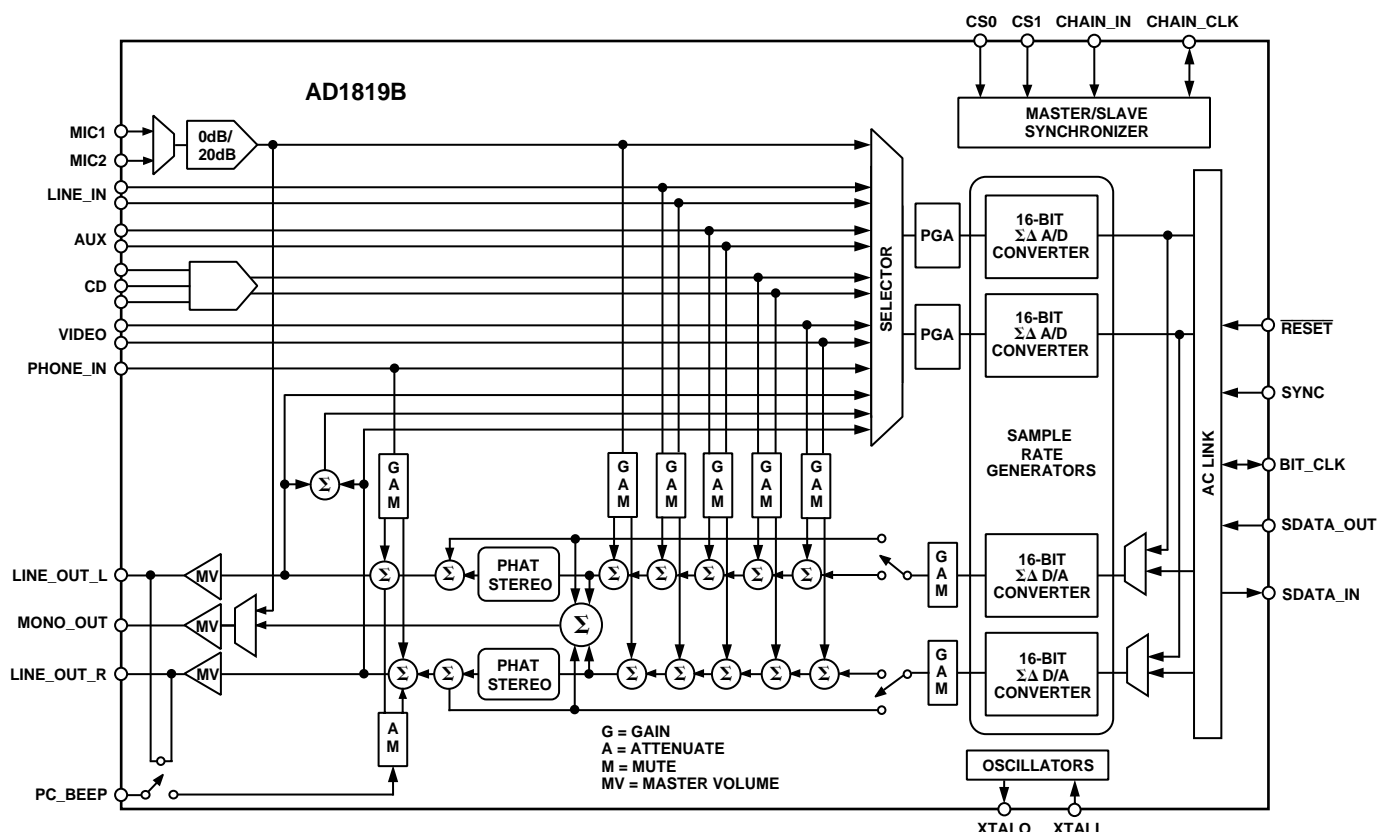 CS0 CS1 CHAIN_IN CHAIN_CLK
AD1819B
MASTER/SLAVE
SYNCHRONIZER
MIC1
MIC2
0dB/
20dB
LINE_IN
AUX
CD
VIDEO
PHONE_IN
SELECTOR
PGA
PGA
16-BIT
ΣΔ A/D
CONVERTER
16-BIT
ΣΔ A/D
CONVERTER
SAMPLE
RATE
GENERATORS
AC LINK
RESET
SYNC
BIT_CLK
SDATA_OUT
SDATA_IN
G
A
M
G
A
M
G
A
M
G
A
M
G
A
M
G
A
M
Σ
LINE_OUT_L
MV
Σ
Σ
PHAT
STEREO
Σ
Σ
Σ
Σ
Σ
G
A
M
16-BIT
ΣΔ D/A
CONVERTER
MONO_OUT
MV
Σ
LINE_OUT_R
MV
Σ
Σ
PHAT
STEREO
Σ
Σ
Σ
Σ
Σ
G
A
M
16-BIT
ΣΔ D/A
CONVERTER
A
M
G = GAIN
A = ATTENUATE
M = MUTE
MV = MASTER VOLUME
PC_BEEP
OSCILLATORS
XTALO XTALI